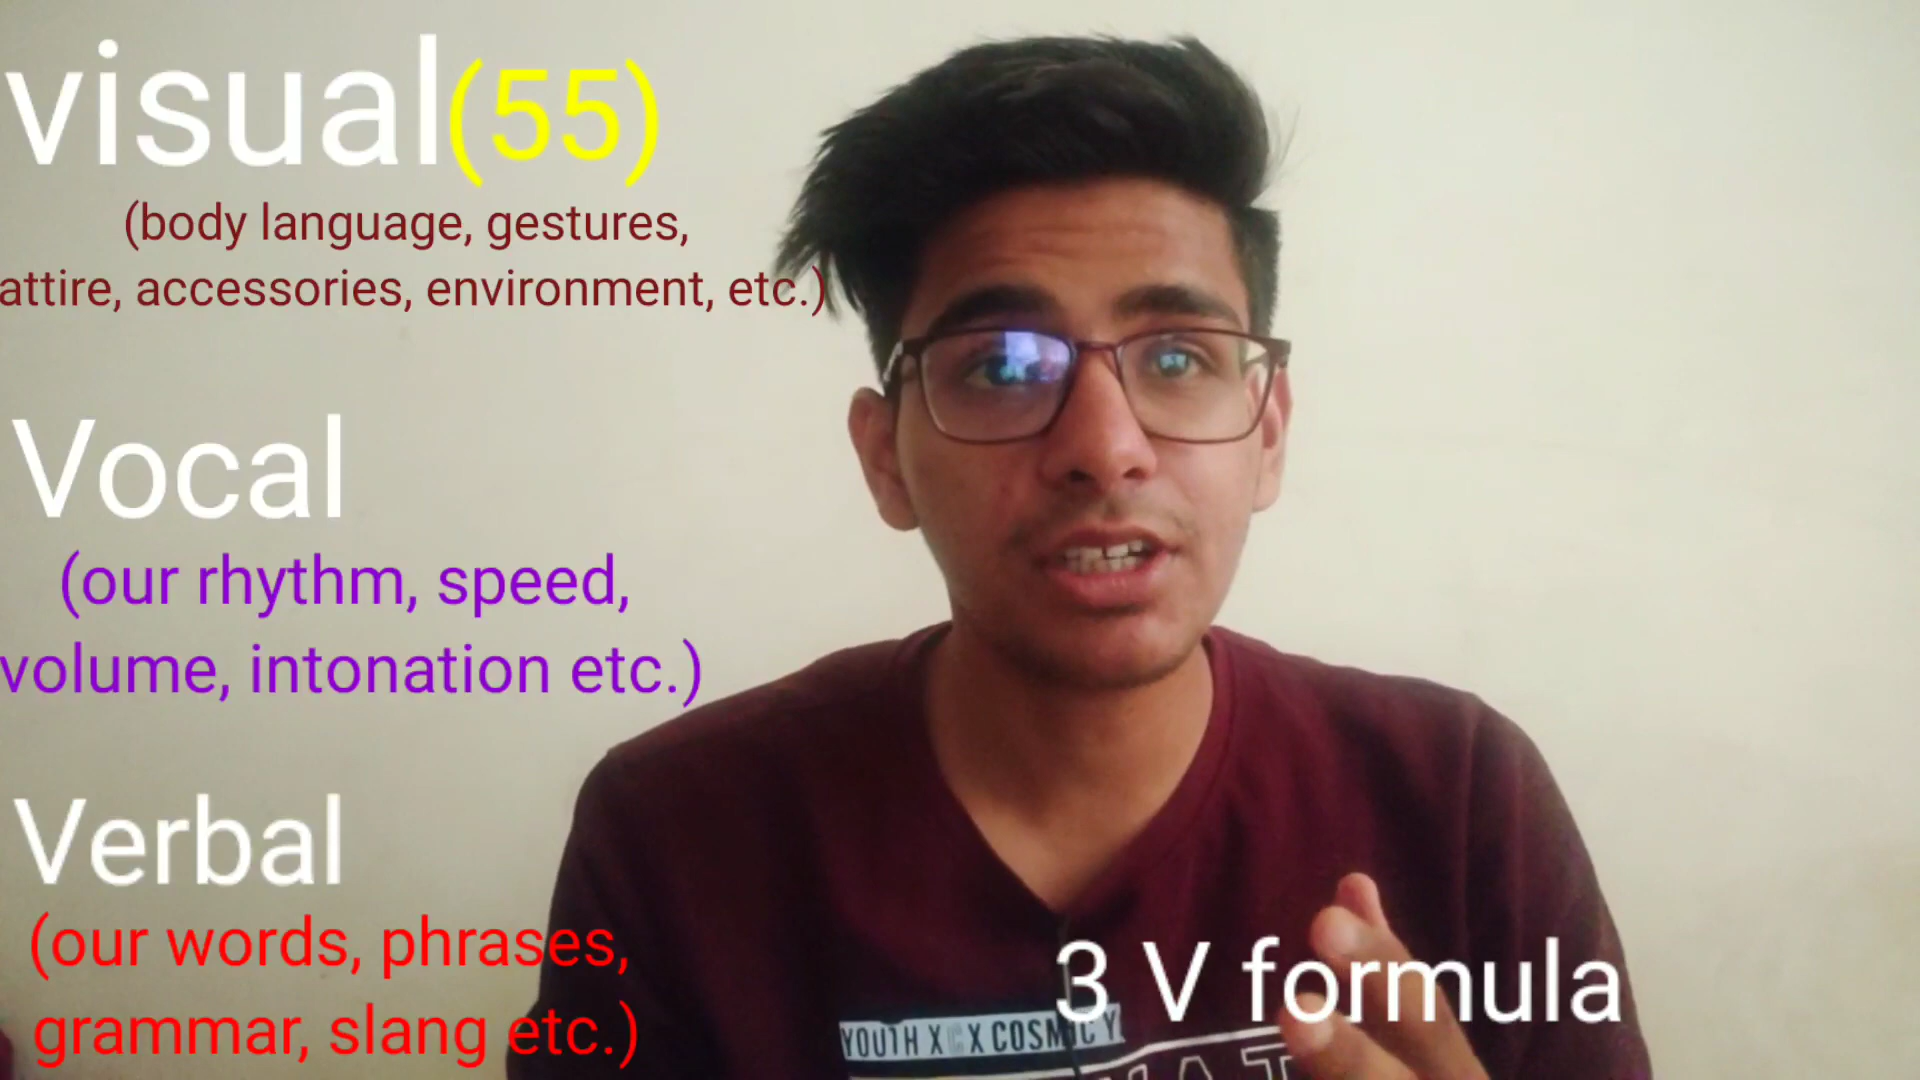 visual(55)
(body language, gestures,
attire, accessories, environment, etc.)
Vocal
(our rhythm, speed,
volume, intonation etc.)
Verbal
(our words, phrases,
grammar, slang etc.)
3 V formula
YOUTH X C X COSMIC Y